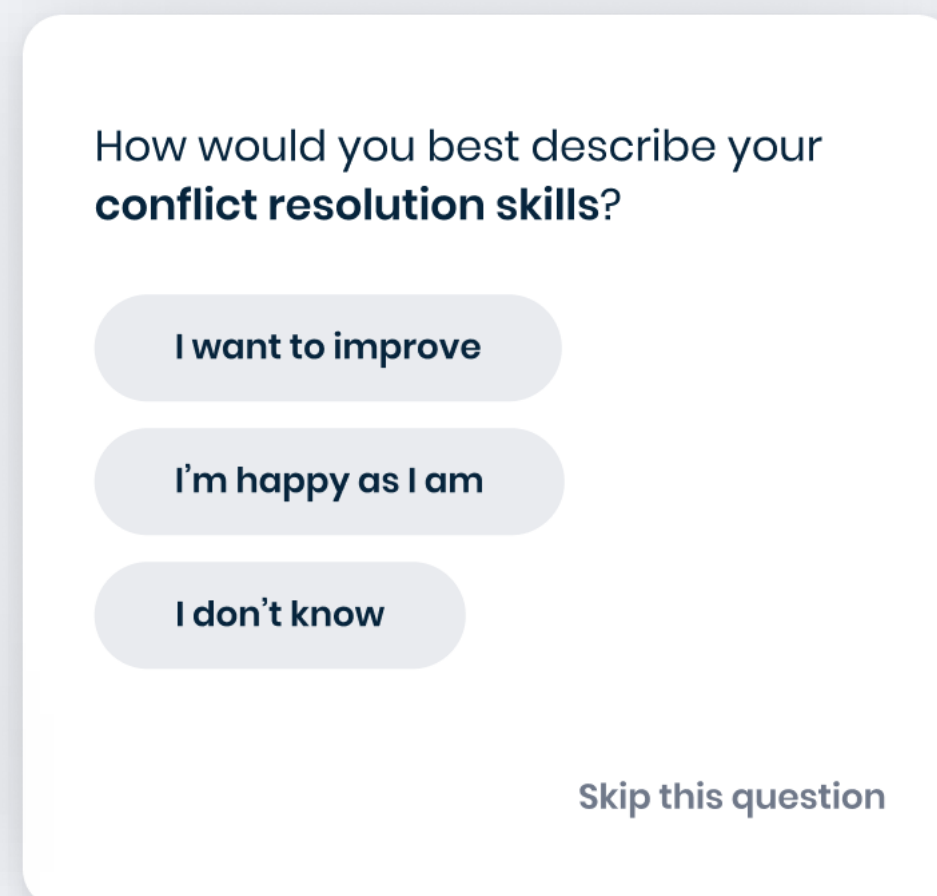 How would you best describe your
conflict resolution skills?
I want to improve
I’m happy as I am
I don’t know
Skip this question